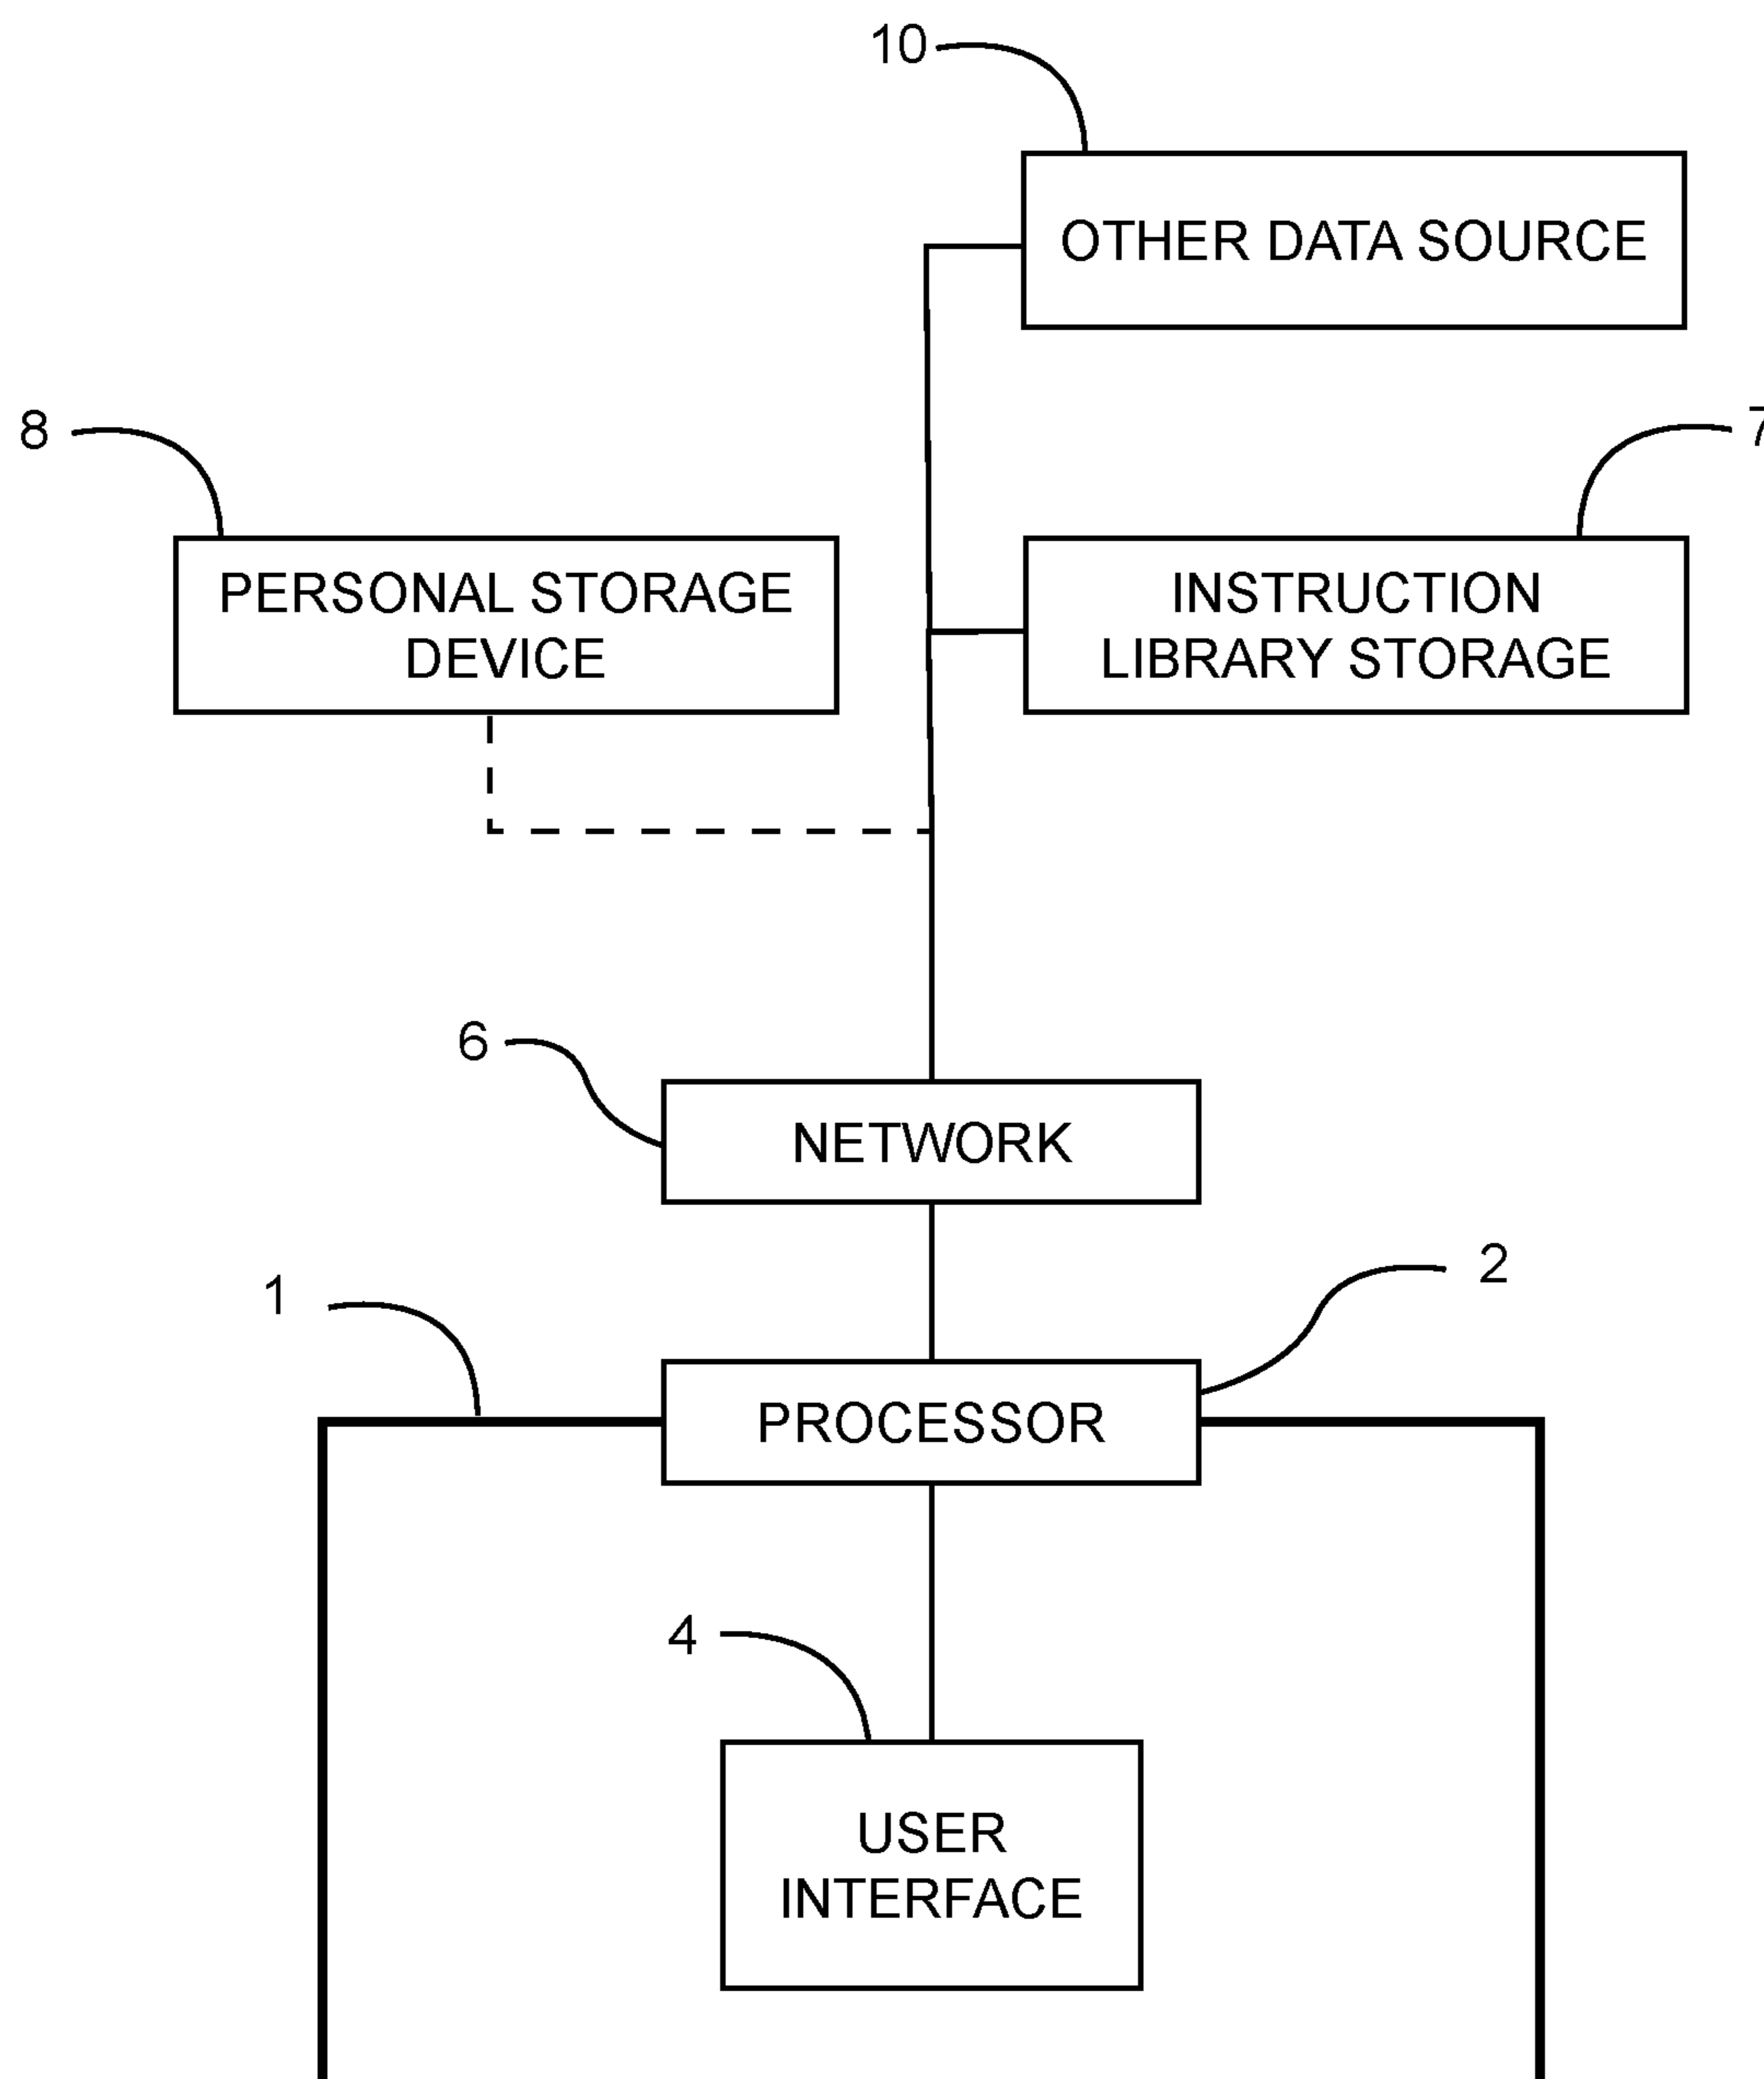 10
OTHER DATA SOURCE
8
7
PERSONAL STORAGE
DEVICE
INSTRUCTION
LIBRARY STORAGE
6
NETWORK
2
1
PROCESSOR
4
USER
INTERFACE